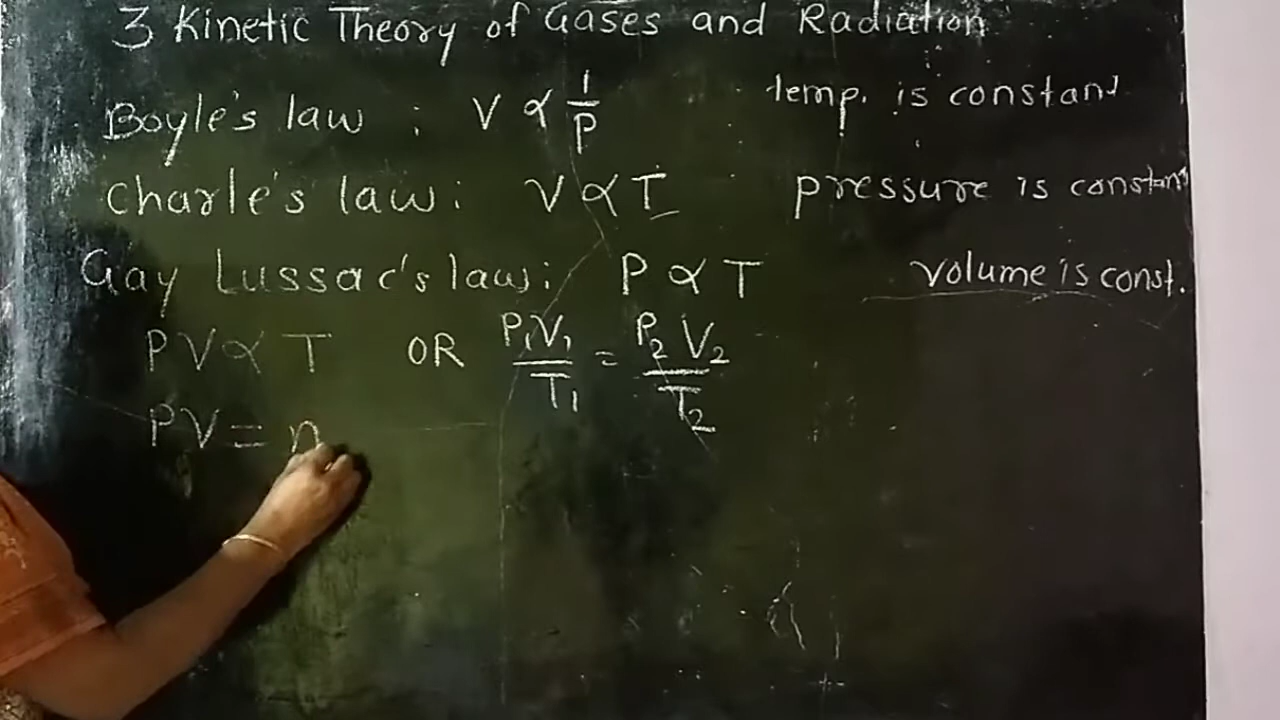 3 Kinetic Theory of Gases and Radiation
Boyle's law : V ∝ 1/P temp. is constant
Charle's law: V ∝ T pressure is constant
Gay Lussac's law: P ∝ T volume is const.
PV ∝ T OR P₁V₁/T₁ = P₂V₂/T₂
PV = n